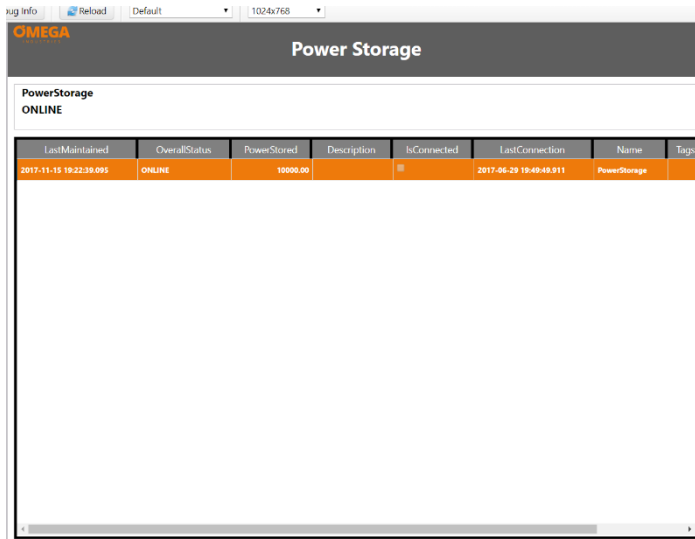 bug Info Reload Default 1024x768
OMEGA
Power Storage
PowerStorage
ONLINE
LastMaintained OverallStatus PowerStored Description IsConnected LastConnection Name Tags
2017-11-15 19:22:39.095 ONLINE 10000.00 2017-06-29 19:49:49.911 PowerStorage